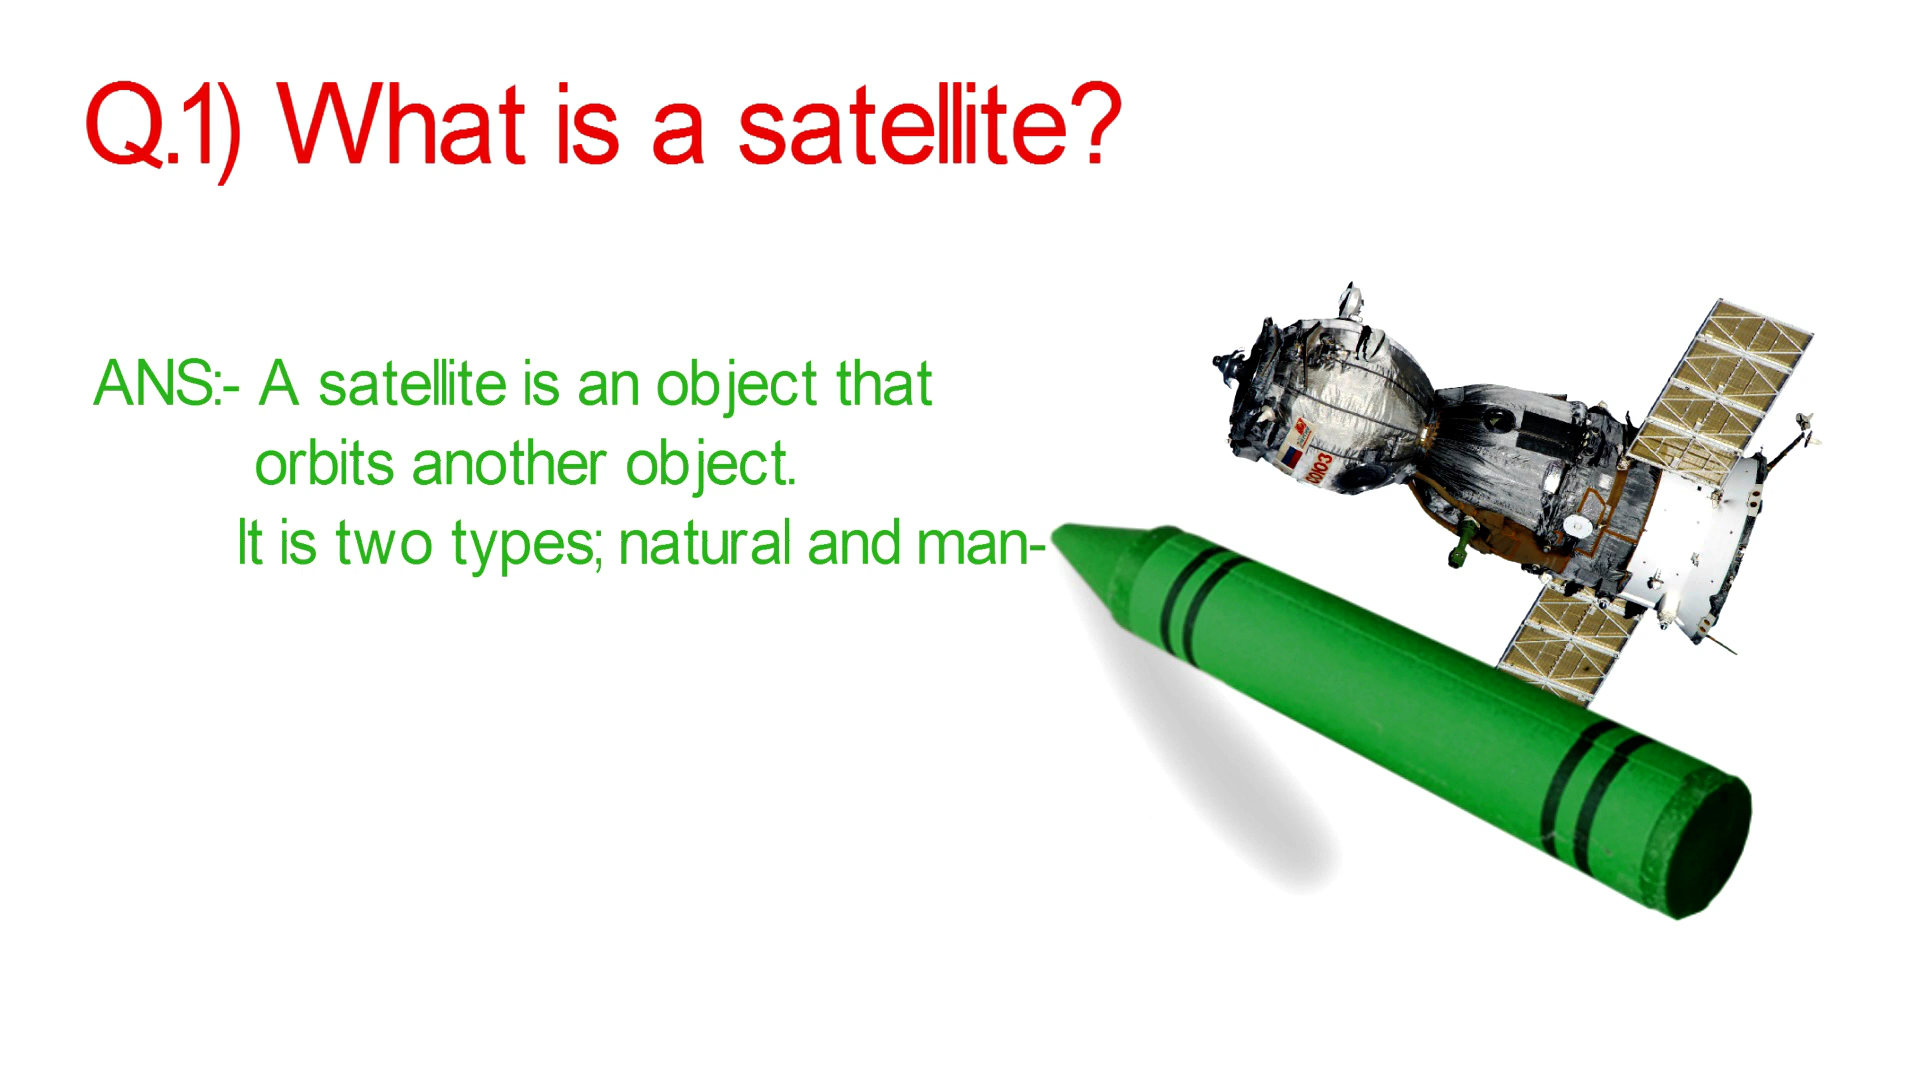 Q.1) What is a satellite?
ANS:- A satellite is an object that
orbits another object.
It is two types; natural and man-
СОЮЗ